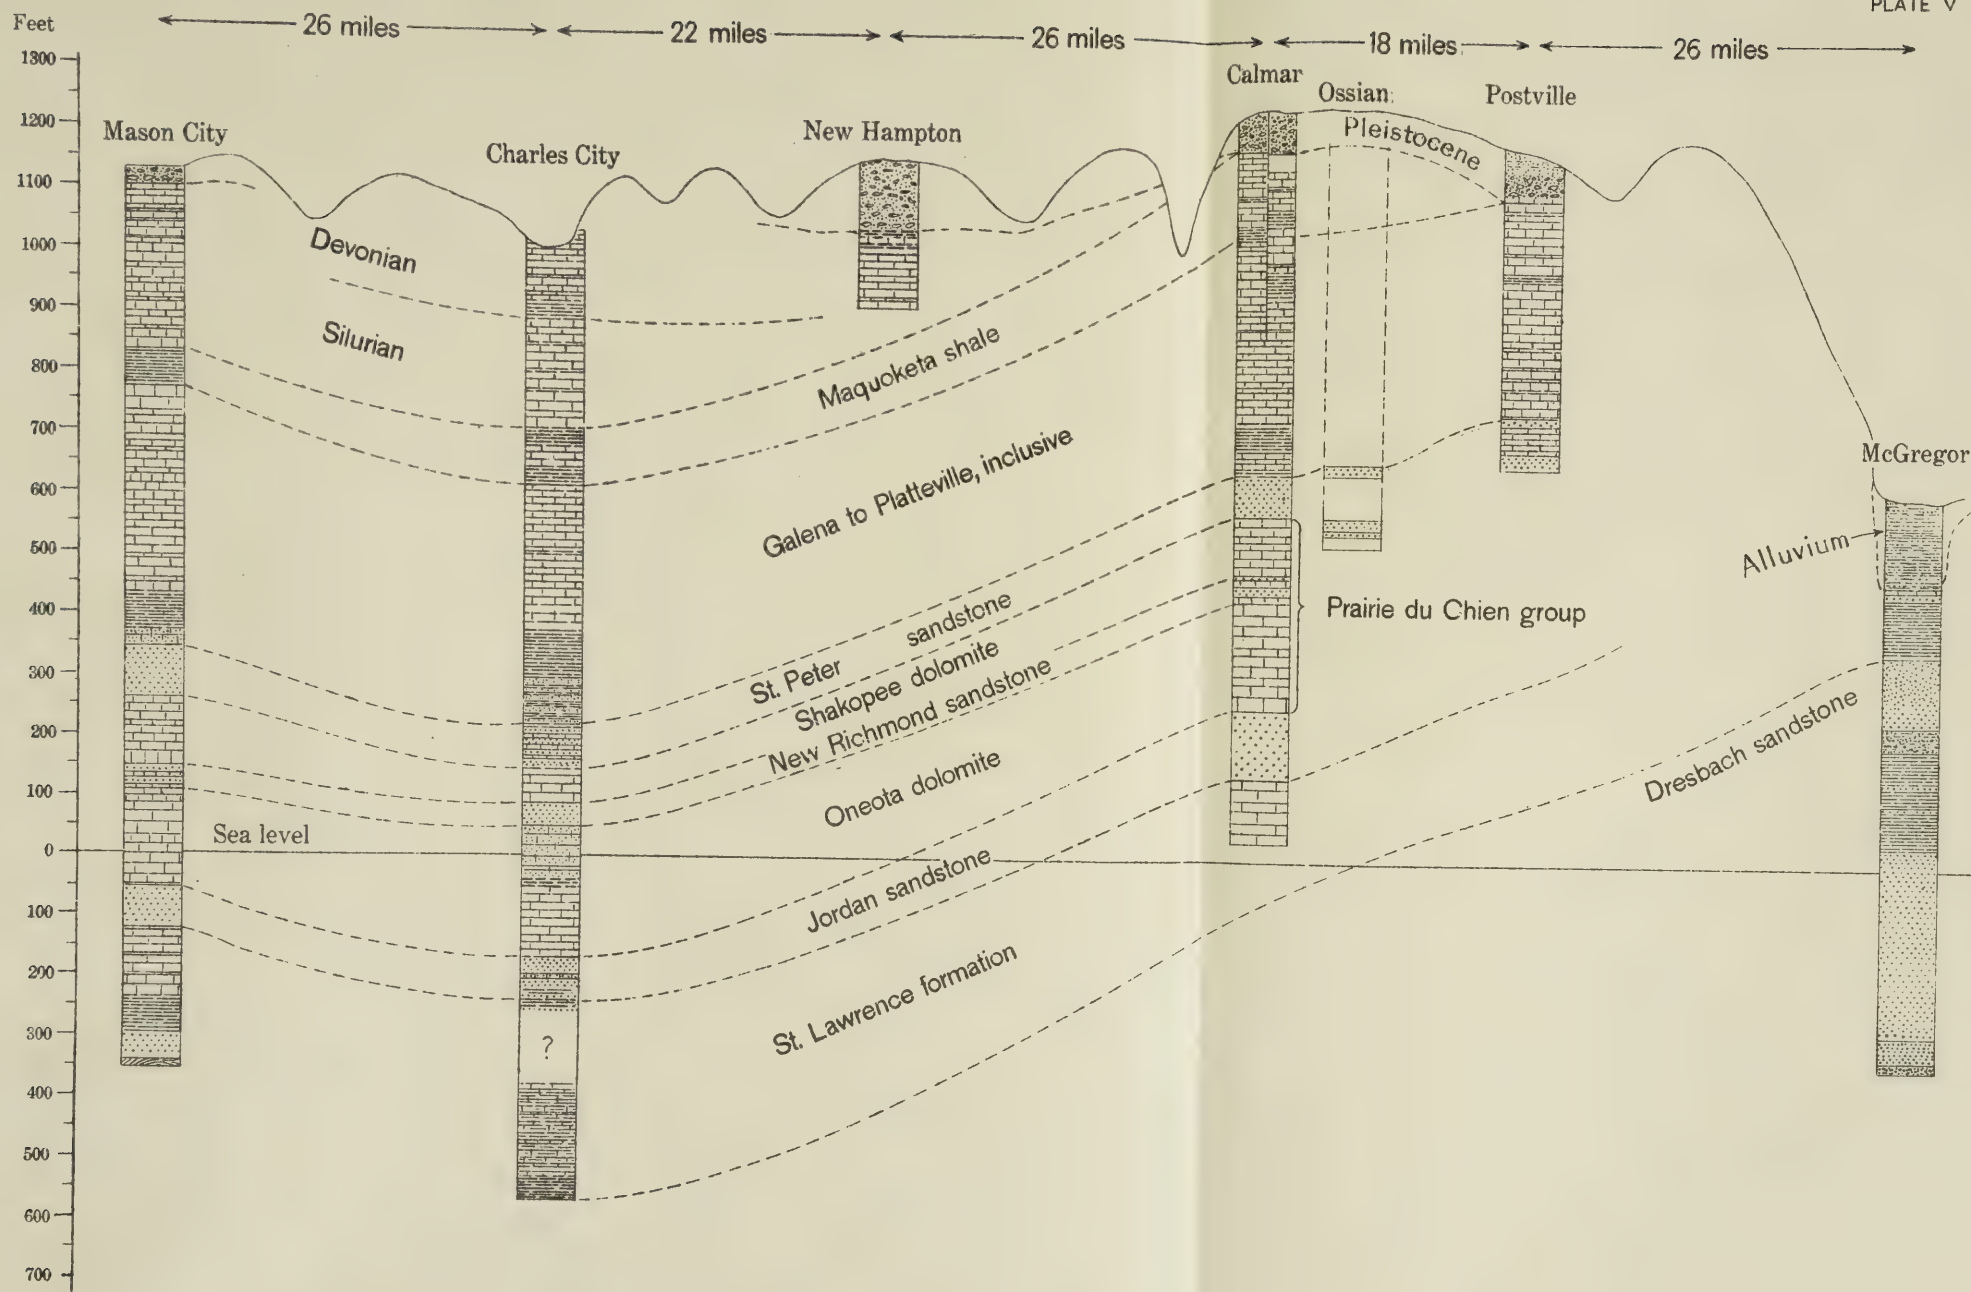 PLATE V
Feet
26 miles
22 miles
26 miles
18 miles
26 miles
1300
1200
1100
1000
900
800
700
600
500
400
300
200
100
0
100
200
300
400
500
600
700
Mason City
Charles City
New Hampton
Calmar
Ossian
Postville
McGregor
Pleistocene
Devonian
Silurian
Maquoketa shale
Galena to Platteville, inclusive
St. Peter sandstone
Shakopee dolomite
New Richmond sandstone
Prairie du Chien group
Alluvium
Oneota dolomite
Dresbach sandstone
Sea level
Jordan sandstone
St. Lawrence formation
?